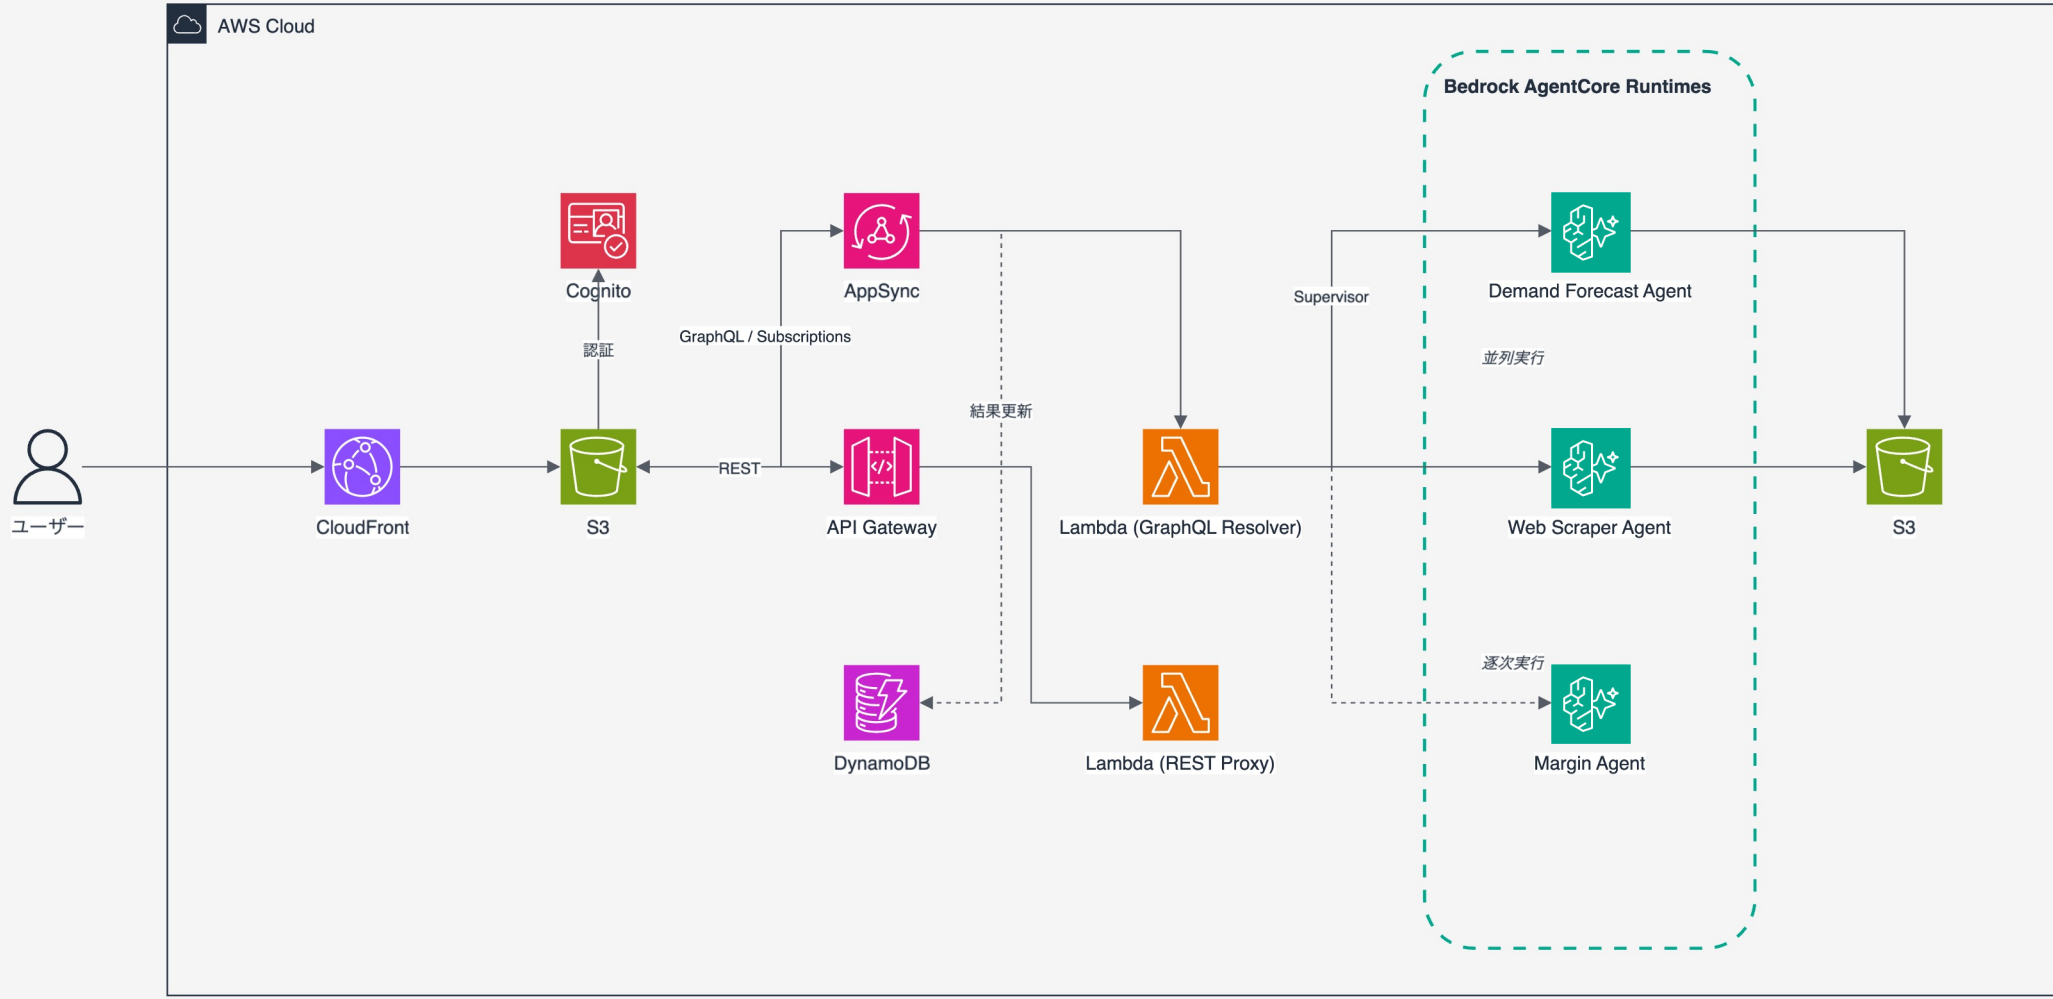 AWS Cloud
Bedrock AgentCore Runtimes
Cognito
AppSync
Demand Forecast Agent
Supervisor
認証
GraphQL / Subscriptions
並列実行
結果更新
REST
ユーザー
CloudFront
S3
API Gateway
Lambda (GraphQL Resolver)
Web Scraper Agent
S3
逐次実行
DynamoDB
Lambda (REST Proxy)
Margin Agent